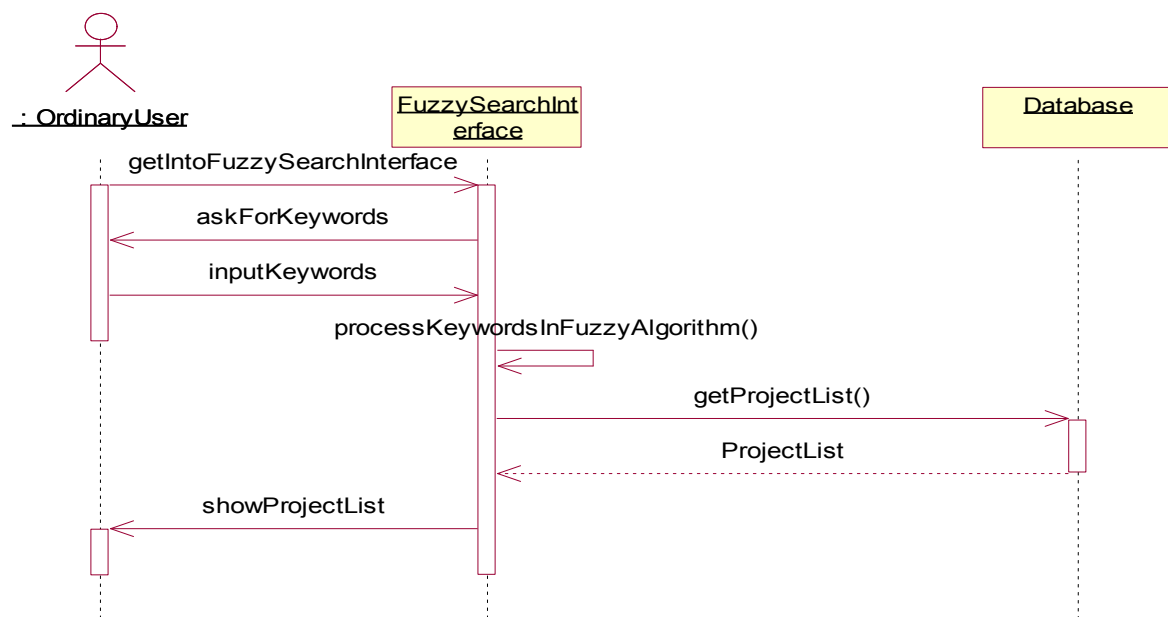 : OrdinaryUser
FuzzySearchInt
erface
Database
getIntoFuzzySearchInterface
askForKeywords
inputKeywords
processKeywordsInFuzzyAlgorithm()
getProjectList()
ProjectList
showProjectList